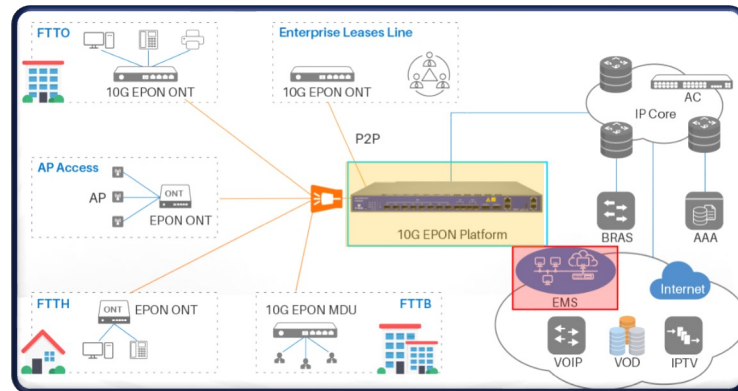 FTTO
10G EPON ONT
Enterprise Leases Line
10G EPON ONT
P2P
AC
IP Core
AP Access
AP
ONT
EPON ONT
10G EPON Platform
BRAS
AAA
FTTH
ONT
EPON ONT
10G EPON MDU
FTTB
EMS
Internet
VOIP
VOD
IPTV